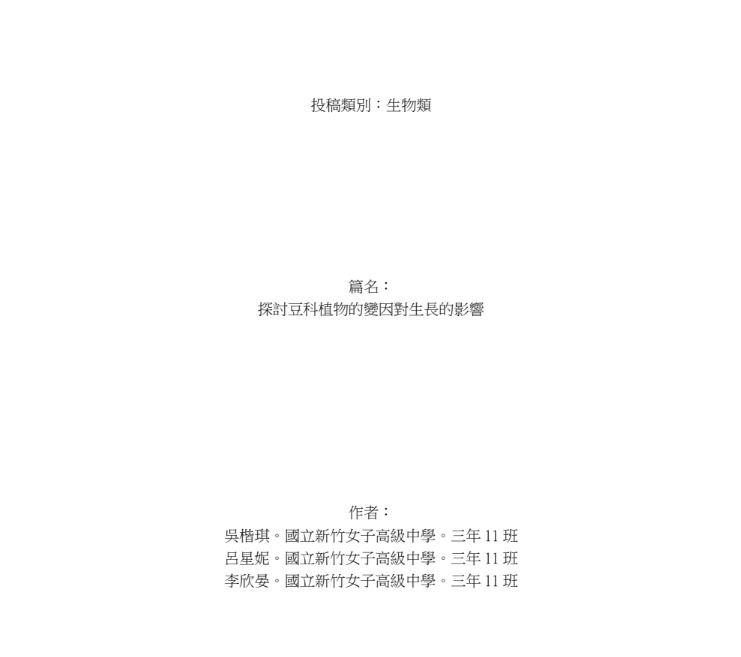 投稿類別：生物類
篇名：
探討豆科植物的變因對生長的影響
作者：
吳楷琪。國立新竹女子高級中學。三年 11 班
呂星妮。國立新竹女子高級中學。三年 11 班
李欣晏。國立新竹女子高級中學。三年 11 班